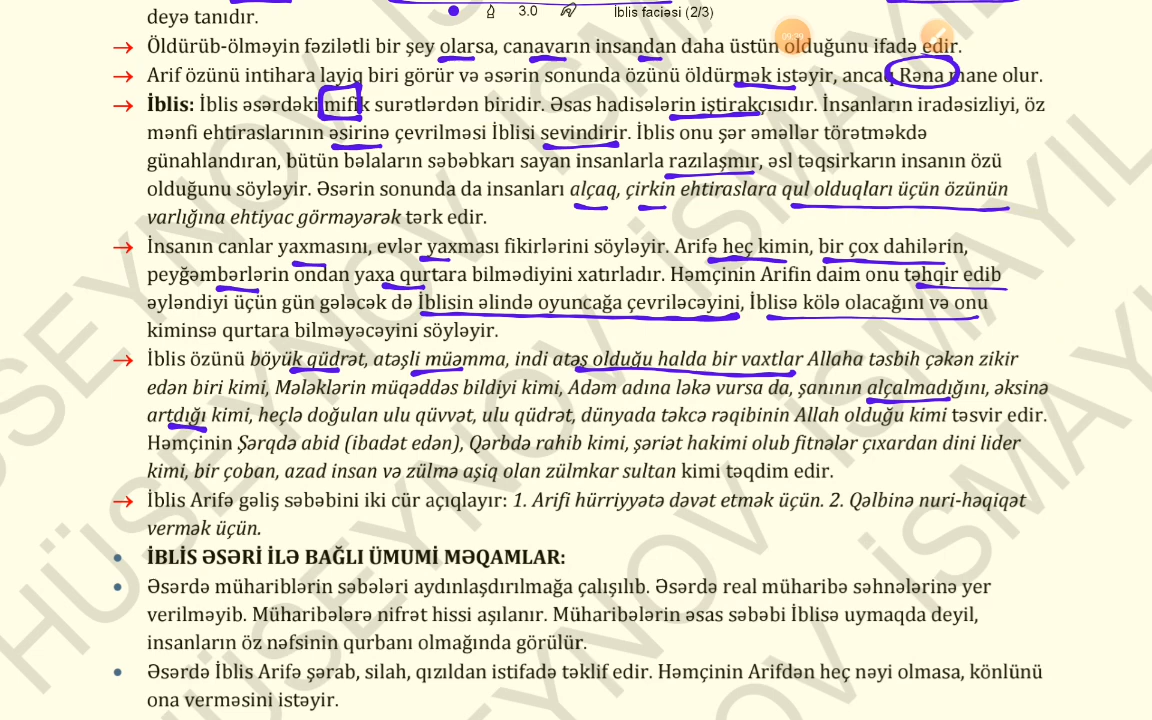 3.0 İblis faciəsi (2/3)
deyə tanıdır.
09:39
→ Öldürüb-ölməyin fəzilətli bir şey olarsa, canavarın insandan daha üstün olduğunu ifadə edir.
→ Arif özünü intihara layiq biri görür və əsərin sonunda özünü öldürmək istəyir, ancaq Rəna mane olur.
→ İblis: İblis əsərdəki mifik surətlərdən biridir. Əsas hadisələrin iştirakçısıdır. İnsanların iradəsizliyi, öz
mənfi ehtiraslarının əsirinə çevrilməsi İblisi sevindirir. İblis onu şər əməllər törətməkdə
günahlandıran, bütün bəlaların səbəbkarı sayan insanlarla razılaşmır, əsl təqsirkarın insanın özü
olduğunu söyləyir. Əsərin sonunda da insanları alçaq, çirkin ehtiraslara qul olduqları üçün özünün
varlığına ehtiyac görməyərək tərk edir.
→ İnsanın canlar yaxmasını, evlər yaxması fikirlərini söyləyir. Arifə heç kimin, bir çox dahilərin,
peyğəmbərlərin ondan yaxa qurtara bilmədiyini xatırladır. Həmçinin Arifin daim onu təhqir edib
əyləndiyi üçün gün gələcək də İblisin əlində oyuncağa çevriləcəyini, İblisə kölə olacağını və onu
kiminsə qurtara bilməyəcəyini söyləyir.
→ İblis özünü böyük qüdrət, atəşli müəmma, indi atəş olduğu halda bir vaxtlar Allaha təsbih çəkən zikir
edən biri kimi, Mələklərin müqəddəs bildiyi kimi, Adəm adına ləkə vursa da, şanının alçalmadığını, əksinə
artdığı kimi, heçlə doğulan ulu qüvvət, ulu qüdrət, dünyada təkcə rəqibinin Allah olduğu kimi təsvir edir.
Həmçinin Şərqdə abid (ibadət edən), Qərbdə rahib kimi, şəriət hakimi olub fitnələr çıxardan dini lider
kimi, bir çoban, azad insan və zülmə aşiq olan zülmkar sultan kimi təqdim edir.
→ İblis Arifə gəliş səbəbini iki cür açıqlayır: 1. Arifi hürriyyətə dəvət etmək üçün. 2. Qəlbinə nuri-həqiqət
vermək üçün.
• İBLİS ƏSƏRİ İLƏ BAĞLI ÜMUMİ MƏQAMLAR:
• Əsərdə mühariblərin səbələri aydınlaşdırılmağa çalışılıb. Əsərdə real müharibə səhnələrinə yer
verilməyib. Müharibələrə nifrət hissi aşılanır. Müharibələrin əsas səbəbi İblisə uymaqda deyil,
insanların öz nəfsinin qurbanı olmağında görülür.
• Əsərdə İblis Arifə şərab, silah, qızıldan istifadə təklif edir. Həmçinin Arifdən heç nəyi olmasa, könlünü
ona verməsini istəyir.
HÜSEYNOV İSMAYIL
HÜSEYNOV İSMAYIL